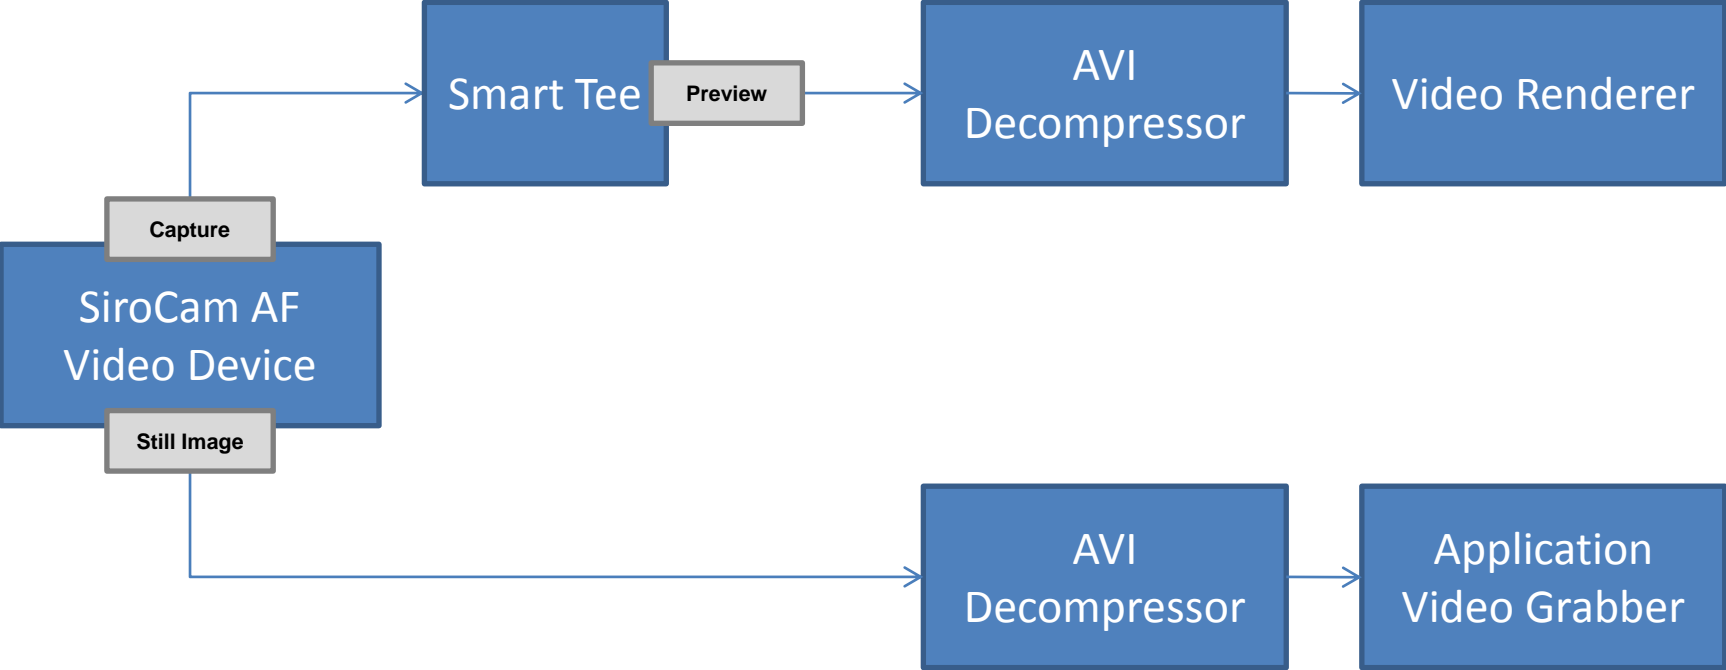 Smart Tee
Preview
AVI
Decompressor
Video Renderer
Capture
SiroCam AF
Video Device
Still Image
AVI
Decompressor
Application
Video Grabber